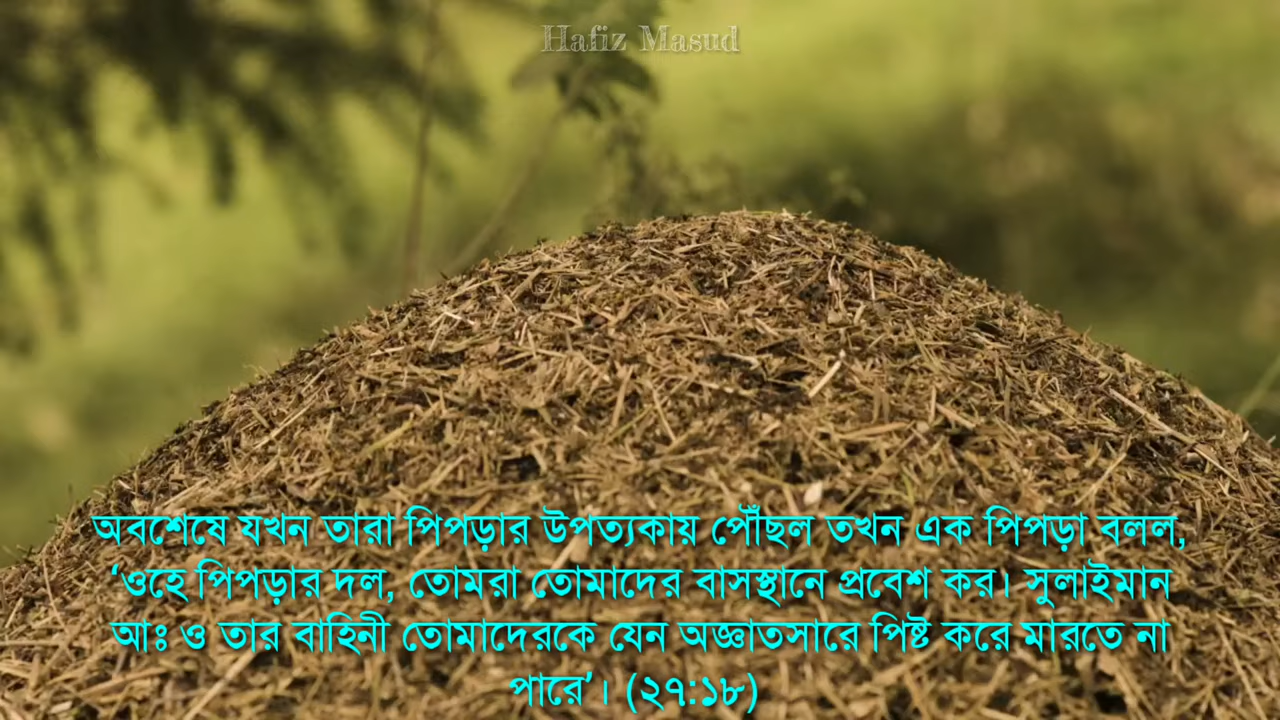 Hafiz Masud
অবশেষে যখন তারা পিপড়ার উপত্যকায় পৌঁছল তখন এক পিপড়া বলল,
‘ওহে পিপড়ার দল, তোমরা তোমাদের বাসস্থানে প্রবেশ কর। সুলাইমান
আঃ ও তার বাহিনী তোমাদেরকে যেন অজ্ঞাতসারে পিষ্ট করে মারতে না
পারে’। (২৭:১৮)